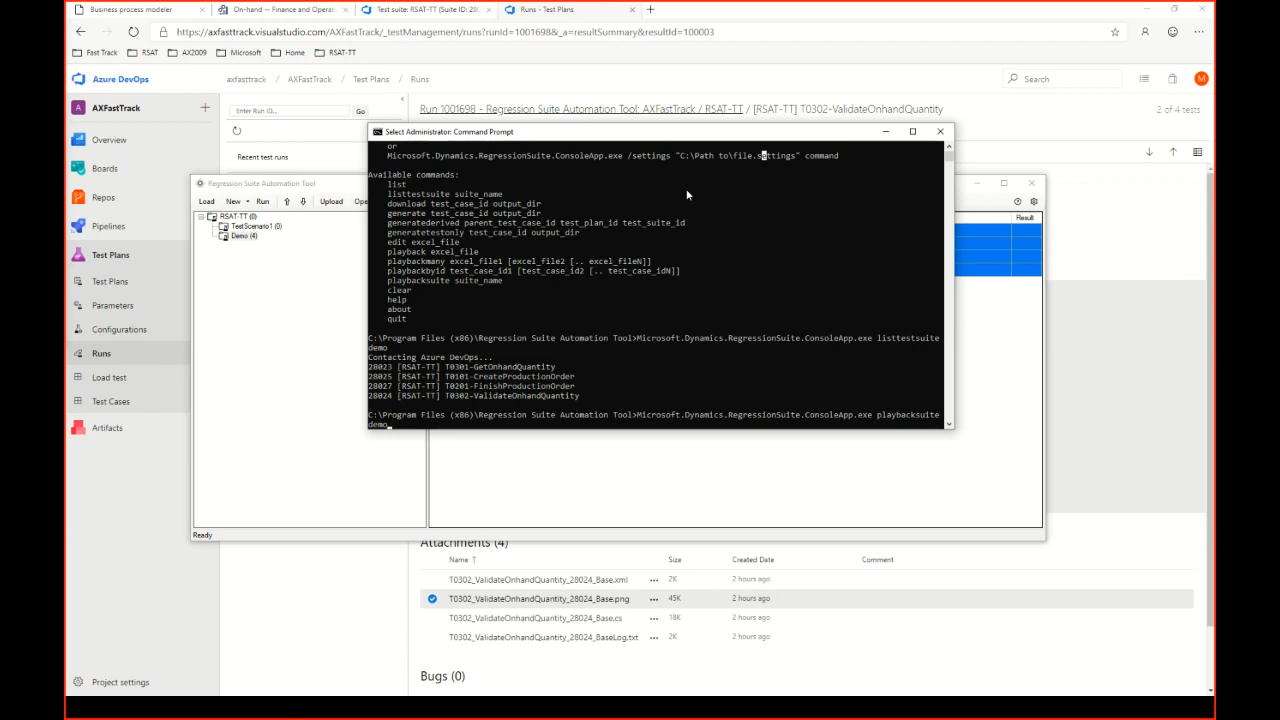 Business process modeler
On-hand -- Finance and Operat
Test suite: RSAT-TT (Suite ID: 28
Runs - Test Plans
https://axfasttrack.visualstudio.com/AXFastTrack/_testManagement/runs?runId=1001698&_a=resultSummary&resultId=100003
Fast Track
RSAT
AX2009
Microsoft
Home
RSAT-TT
Azure DevOps
axfasttrack / AXFastTrack / Test Plans / Runs
Search
M
A AXFastTrack
Enter Run ID...
Go
Run 1001698 - Regression Suite Automation Tool: AXFastTrack / RSAT-TT / [RSAT-TT] T0302-ValidateOnhandQuantity
2 of 4 tests
Overview
Boards
Repos
Pipelines
Test Plans
Test Plans
Parameters
Configurations
Runs
Load test
Test Cases
Artifacts
Project settings
Recent test runs
Regression Suite Automation Tool
Load New Run Upload Ope
RSAT-TT (0)
TestScenario1 (0)
Demo (4)
Result
Ready
Select Administrator: Command Prompt
or
Microsoft.Dynamics.RegressionSuite.ConsoleApp.exe /settings "C:\Path to\file.settings" command
Available commands:
list
listtestsuite suite_name
download test_case_id output_dir
generate test_case_id output_dir
generatederived parent_test_case_id test_plan_id test_suite_id
generatetestonly test_case_id output_dir
edit excel_file
playback excel_file
playbackmany excel_file1 [excel_file2 [.. excel_fileN]]
playbackbyid test_case_id1 [test_case_id2 [.. test_case_idN]]
playbacksuite suite_name
clear
help
about
quit
C:\Program Files (x86)\Regression Suite Automation Tool>Microsoft.Dynamics.RegressionSuite.ConsoleApp.exe listtestsuite
demo
Contacting Azure DevOps...
28023 [RSAT-TT] T0301-GetOnhandQuantity
28025 [RSAT-TT] T0101-CreateProductionOrder
28027 [RSAT-TT] T0201-FinishProductionOrder
28024 [RSAT-TT] T0302-ValidateOnhandQuantity
C:\Program Files (x86)\Regression Suite Automation Tool>Microsoft.Dynamics.RegressionSuite.ConsoleApp.exe playbacksuite
demo_
Attachments (4)
Name Size Created Date Comment
T0302_ValidateOnhandQuantity_28024_Base.xml ... 2K 2 hours ago
T0302_ValidateOnhandQuantity_28024_Base.png ... 45K 2 hours ago
T0302_ValidateOnhandQuantity_28024_Base.cs ... 18K 2 hours ago
T0302_ValidateOnhandQuantity_28024_BaseLog.txt ... 2K 2 hours ago
Bugs (0)